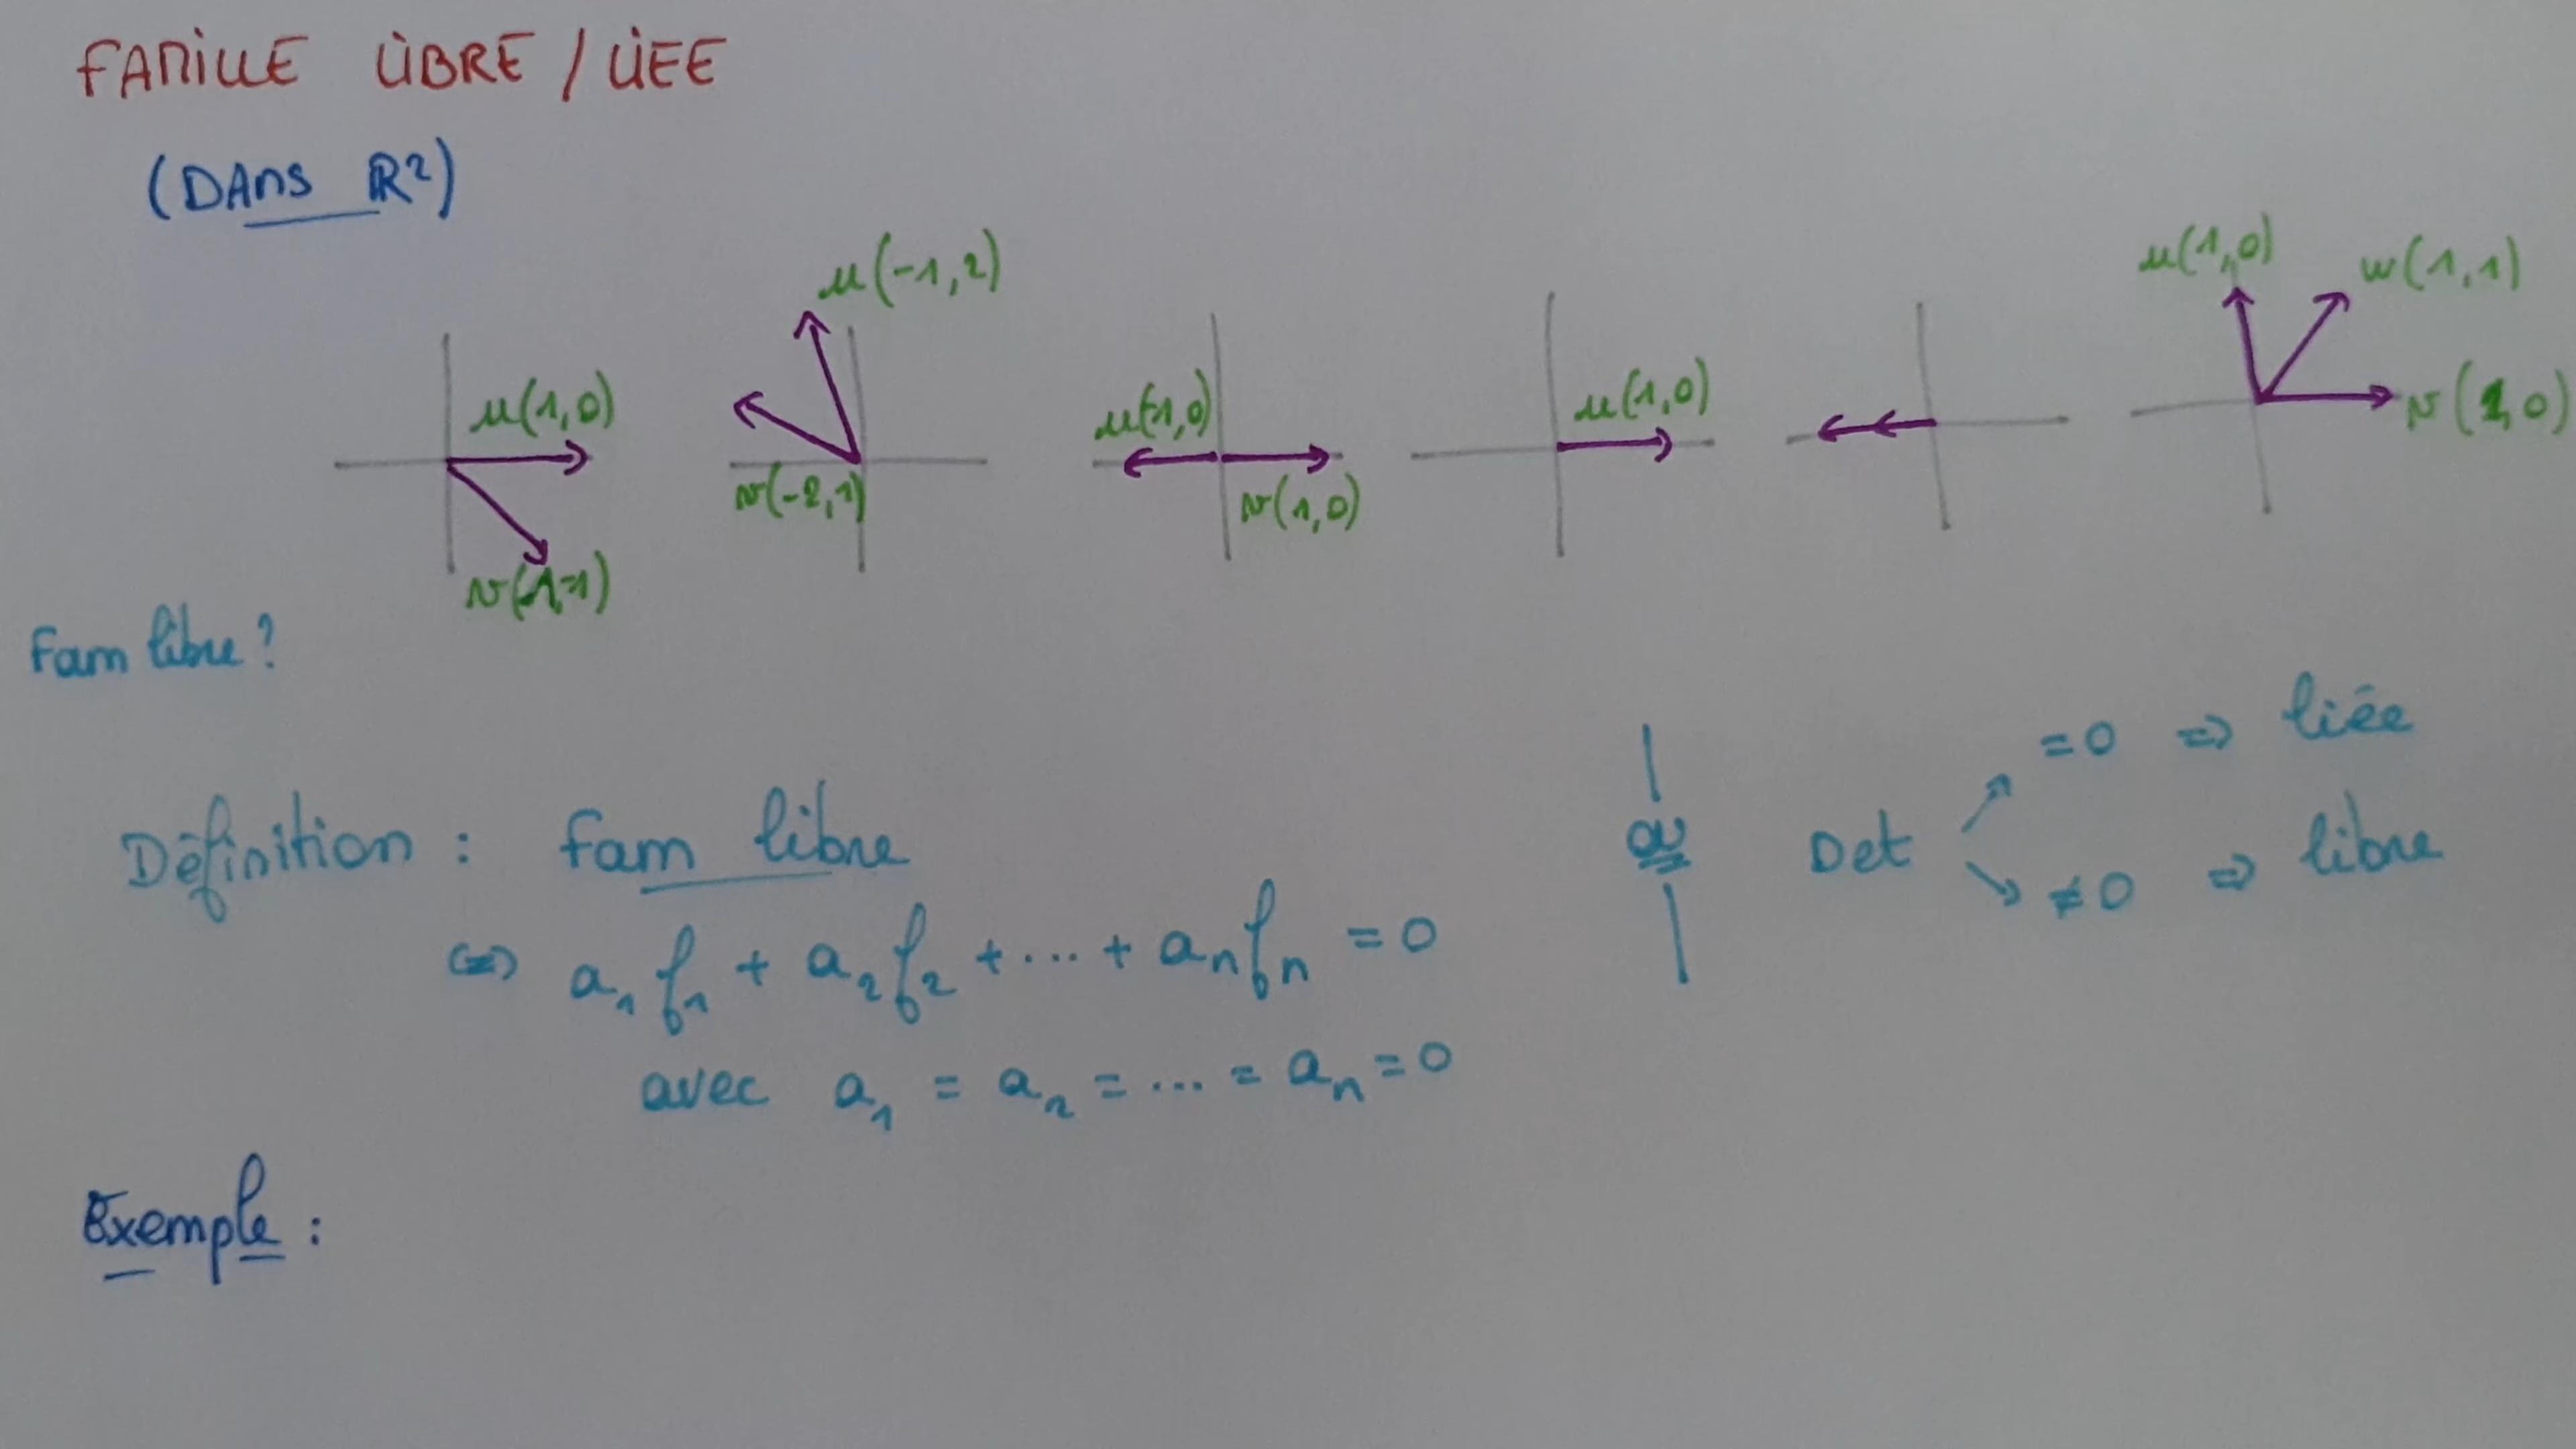 FAMILLE LIBRE / LIEE
(DANS ℝ²)
u(1,0)
v(1,-1)
u(-1,2)
v(-2,1)
u(-1,0)
v(1,0)
u(1,0)
u(1,0)
w(1,1)
v(1,0)
Fam libre?
Définition : Fam libre
⇔ a₁f₁ + a₂f₂ + ... + aₙfₙ = 0
avec a₁ = a₂ = ... = aₙ = 0
ou
Det
= 0 ⇒ liée
≠ 0 ⇒ libre
Exemple :